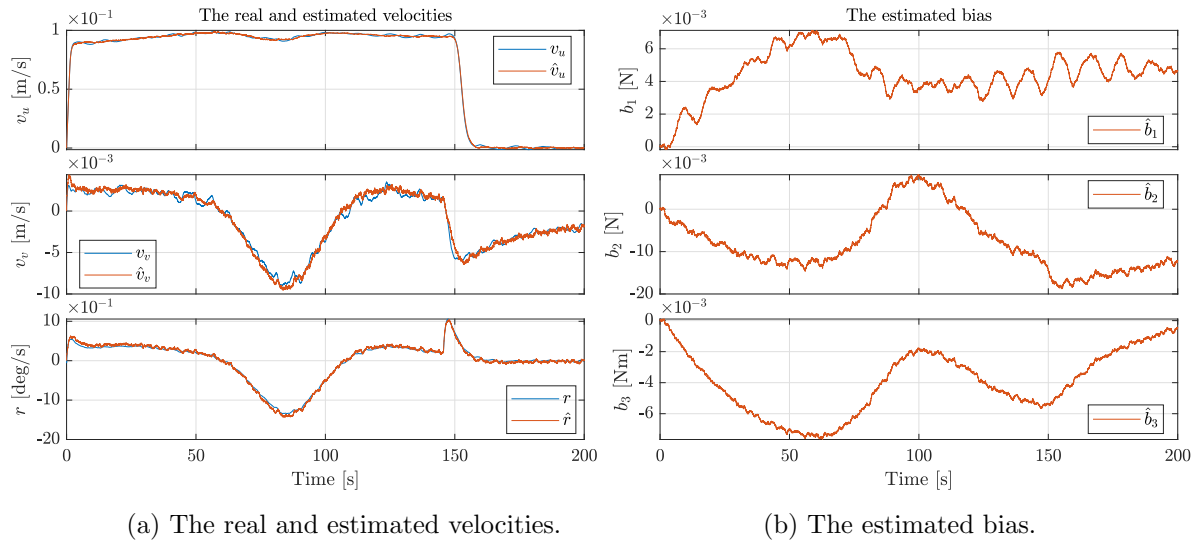 The real and estimated velocities
×10⁻¹
1
0.5
0
v_u [m/s]
v_u
v̂_u
×10⁻³
5
0
-5
-10
v_v [m/s]
v_v
v̂_v
×10⁻¹
10
0
-10
-20
r [deg/s]
r
r̂
0 50 100 150 200
Time [s]
(a) The real and estimated velocities.
The estimated bias
×10⁻³
6
4
2
0
b_1 [N]
b̂_1
×10⁻³
0
-10
-20
b_2 [N]
b̂_2
×10⁻³
0
-2
-4
-6
b_3 [Nm]
b̂_3
0 50 100 150 200
Time [s]
(b) The estimated bias.